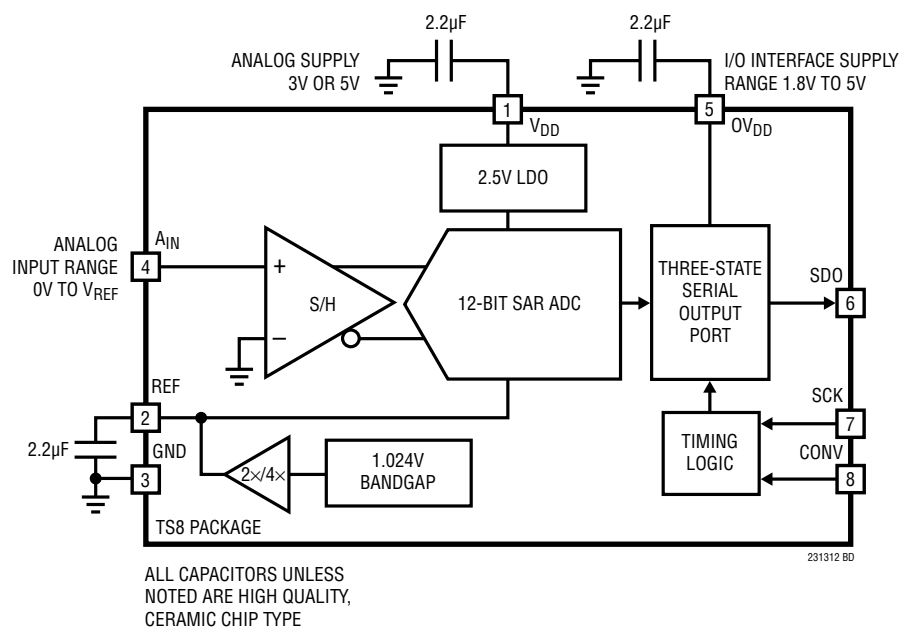 2.2µF
2.2µF
ANALOG SUPPLY
3V OR 5V
I/O INTERFACE SUPPLY
RANGE 1.8V TO 5V
1
VDD
5
OVDD
2.5V LDO
ANALOG
INPUT RANGE
0V TO VREF
AIN
4
+
S/H
−
12-BIT SAR ADC
THREE-STATE
SERIAL
OUTPUT
PORT
SDO
6
REF
2
2.2µF
GND
3
2×/4×
1.024V
BANDGAP
TIMING
LOGIC
SCK
7
CONV
8
TS8 PACKAGE
231312 BD
ALL CAPACITORS UNLESS
NOTED ARE HIGH QUALITY,
CERAMIC CHIP TYPE